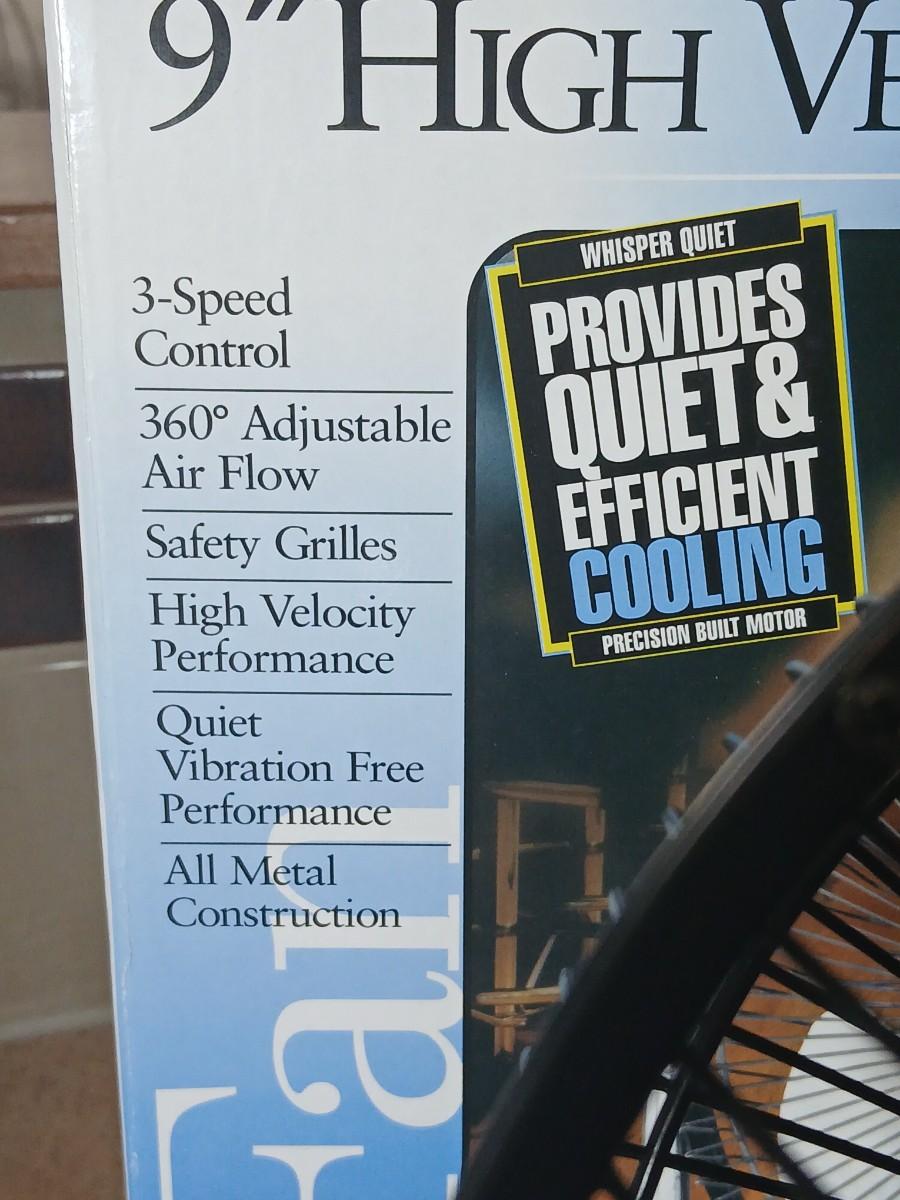 9" HIGH VE
3-Speed
Control
360° Adjustable
Air Flow
Safety Grilles
High Velocity
Performance
Quiet
Vibration Free
Performance
All Metal
Construction
Fan
WHISPER QUIET
PROVIDES
QUIET &
EFFICIENT
COOLING
PRECISION BUILT MOTOR